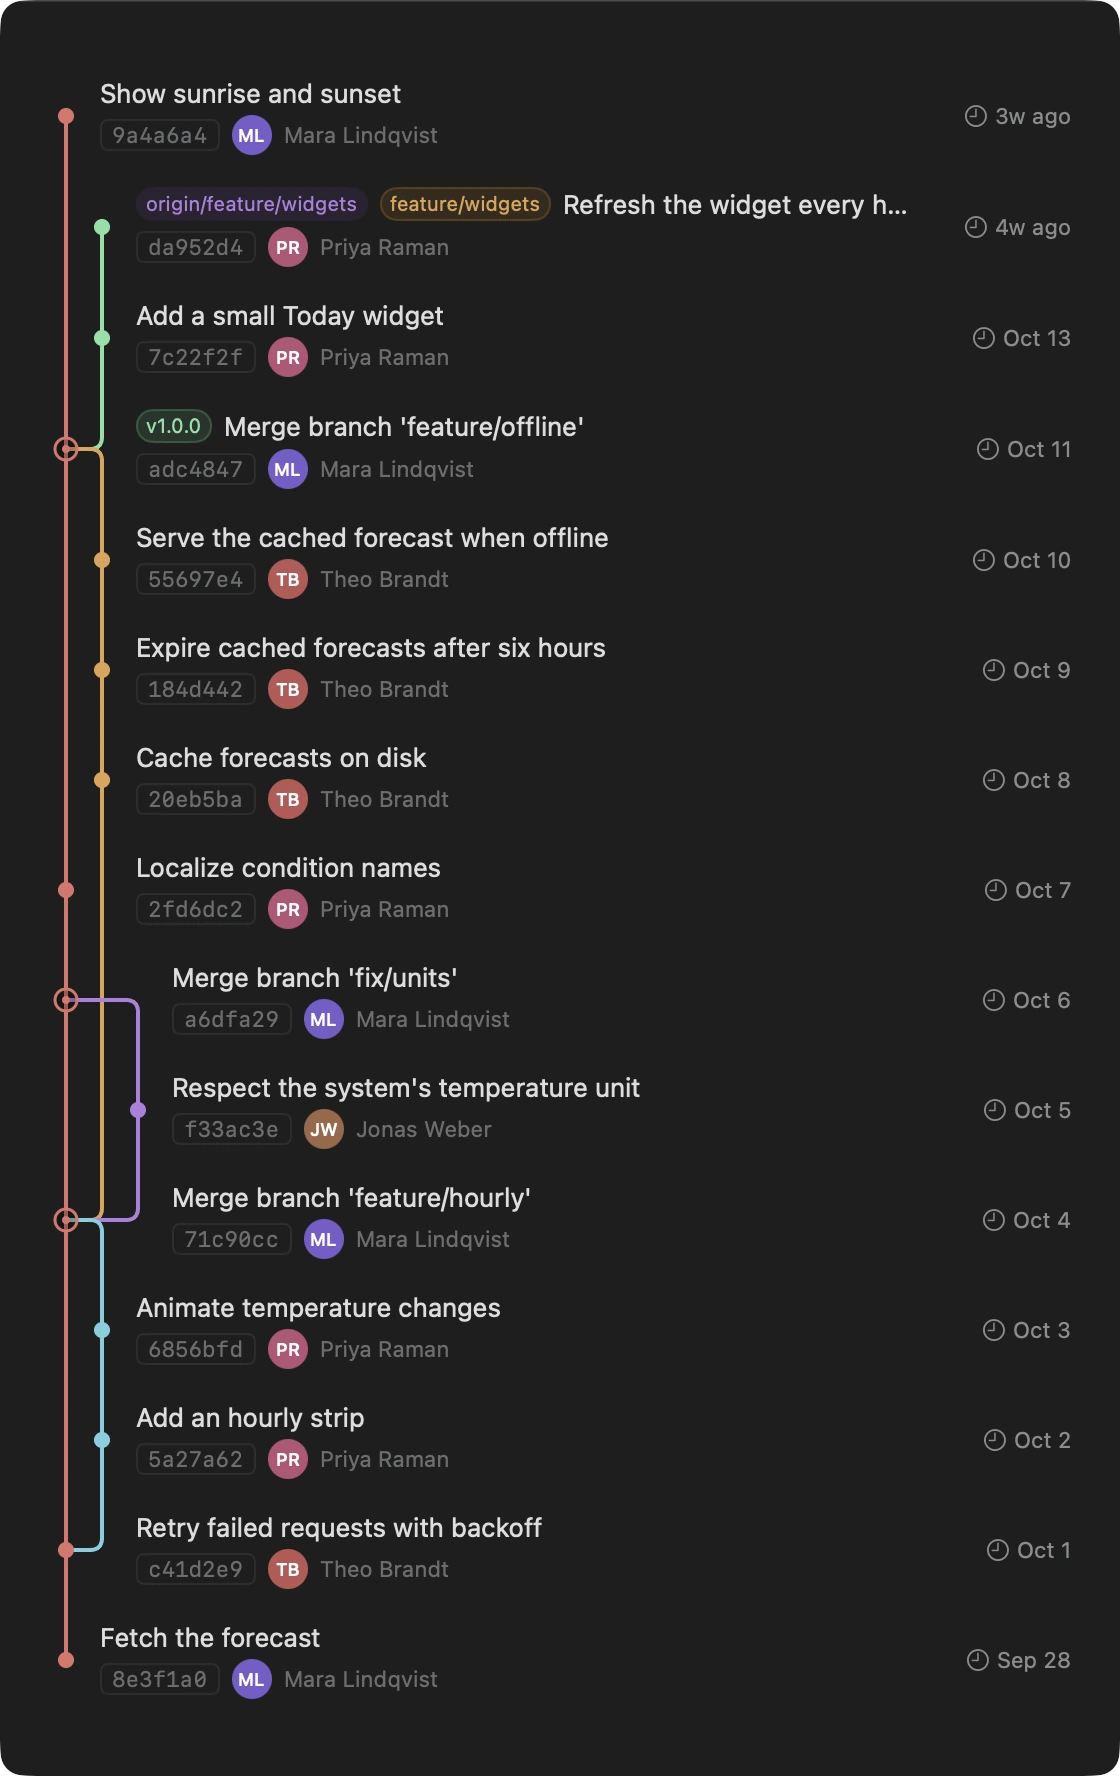 Show sunrise and sunset
9a4a6a4 ML Mara Lindqvist 3w ago
origin/feature/widgets feature/widgets Refresh the widget every h...
da952d4 PR Priya Raman 4w ago
Add a small Today widget
7c22f2f PR Priya Raman Oct 13
v1.0.0 Merge branch 'feature/offline'
adc4847 ML Mara Lindqvist Oct 11
Serve the cached forecast when offline
55697e4 TB Theo Brandt Oct 10
Expire cached forecasts after six hours
184d442 TB Theo Brandt Oct 9
Cache forecasts on disk
20eb5ba TB Theo Brandt Oct 8
Localize condition names
2fd6dc2 PR Priya Raman Oct 7
Merge branch 'fix/units'
a6dfa29 ML Mara Lindqvist Oct 6
Respect the system's temperature unit
f33ac3e JW Jonas Weber Oct 5
Merge branch 'feature/hourly'
71c90cc ML Mara Lindqvist Oct 4
Animate temperature changes
6856bfd PR Priya Raman Oct 3
Add an hourly strip
5a27a62 PR Priya Raman Oct 2
Retry failed requests with backoff
c41d2e9 TB Theo Brandt Oct 1
Fetch the forecast
8e3f1a0 ML Mara Lindqvist Sep 28